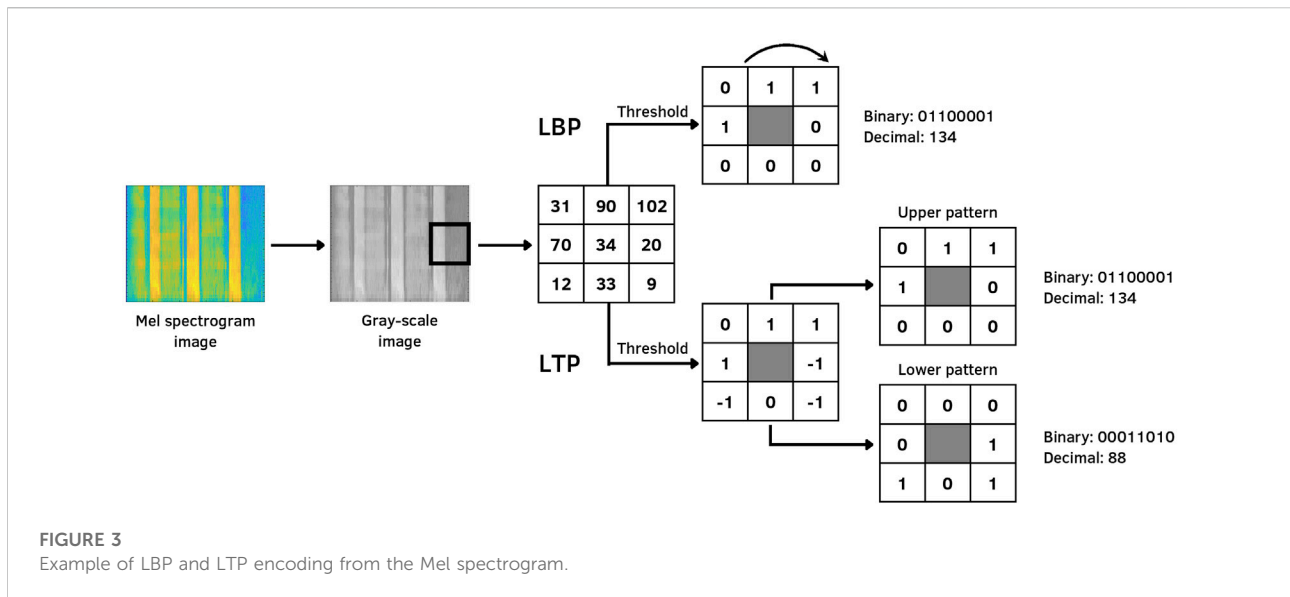 Mel spectrogram
image
Gray-scale
image
31 90 102
70 34 20
12 33 9
LBP
Threshold
0 1 1
1 0
0 0 0
Binary: 01100001
Decimal: 134
LTP
Threshold
0 1 1
1 -1
-1 0 -1
Upper pattern
0 1 1
1 0
0 0 0
Binary: 01100001
Decimal: 134
Lower pattern
0 0 0
0 1
1 0 1
Binary: 00011010
Decimal: 88
FIGURE 3
Example of LBP and LTP encoding from the Mel spectrogram.